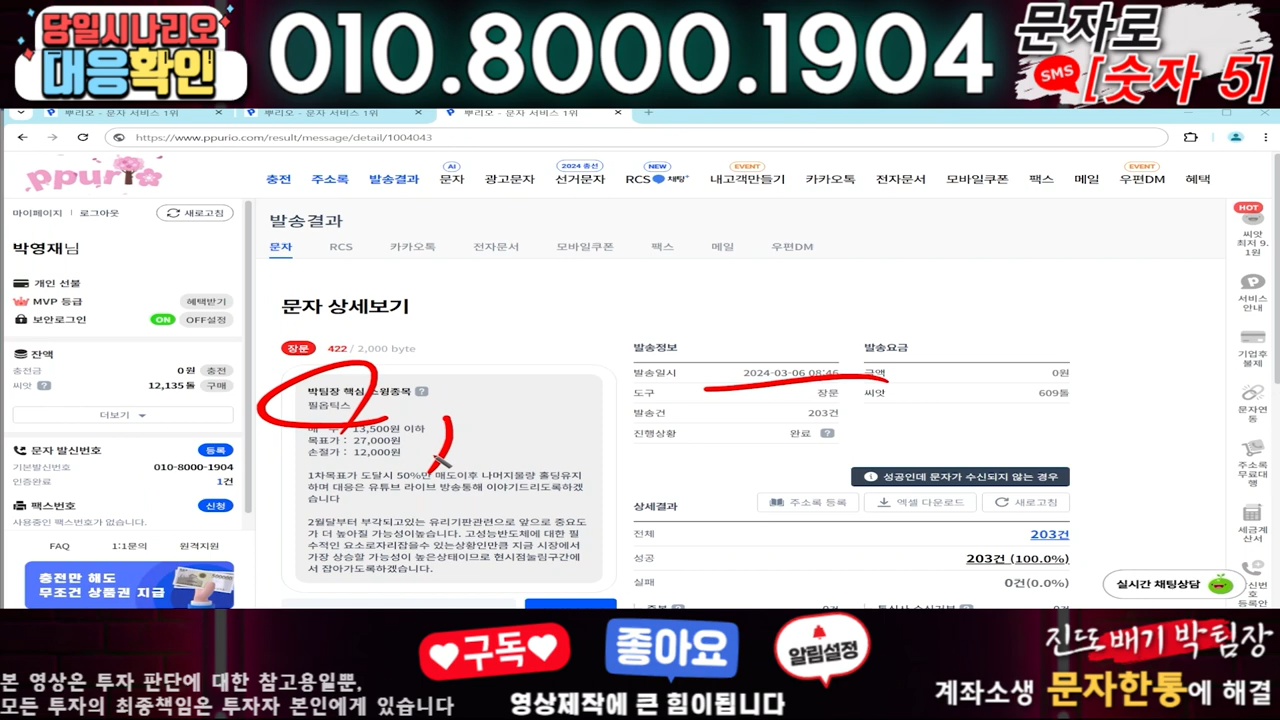 당일시나리오
대응확인
010.8000.1904
문자로
SMS
[숫자 5]
뿌리오 - 문자 서비스 1위
뿌리오 - 문자 서비스 1위
뿌리오 - 문자 서비스 1위
https://www.ppurio.com/result/message/detail/1004043
ppurio
충전
주소록
발송결과
AI
문자
광고문자
2024 총선
선거문자
NEW
RCS 채팅+
EVENT
내고객만들기
카카오톡
전자문서
모바일쿠폰
팩스
메일
EVENT
우편DM
혜택
마이페이지 | 로그아웃
새로고침
박영재님
개인 선불
MVP 등급
혜택받기
보안로그인
ON
OFF설정
잔액
충전금
0원
충전
씨앗 ?
12,135톨
구매
더보기
문자 발신번호
등록
기본발신번호
010-8000-1904
인증완료
1건
팩스번호
신청
사용중인 팩스번호가 없습니다.
FAQ
1:1문의
원격지원
충전만 해도
무조건 상품권 지급
발송결과
문자
RCS
카카오톡
전자문서
모바일쿠폰
팩스
메일
우편DM
문자 상세보기
장문
422 / 2,000 byte
박팀장 핵심 스윙종목 ?
필옵틱스
13,500원 이하
목표가 : 27,000원
손절가 : 12,000원
1차목표가 도달시 50%만 매도이후 나머지물량 홀딩유지
하며 대응은 유튜브 라이브 방송통해 이야기드리도록하겠
습니다
2월달부터 부각되고있는 유리기판관련으로 앞으로 중요도
가 더 높아질 가능성이높습니다. 고성능반도체에 대한 필
수적인 요소로자리잡을수 있는상황인만큼 지금 시장에서
가장 상승할 가능성이 높은상태이므로 현시점눌림구간에
서 잡아가도록하겠습니다.
발송정보
발송일시
2024-03-06 08:46
도구
장문
발송건
203건
진행상황
완료 ?
발송요금
금액
0원
씨앗
609톨
성공인데 문자가 수신되지 않는 경우
상세결과
주소록 등록
엑셀 다운로드
새로고침
전체
203건
성공
203건 (100.0%)
실패
0건(0.0%)
HOT
씨앗
최저 9.
1원
서비스
안내
기업후
불제
문자연
동
주소록
무료대
행
세금계
산서
실시간 채팅상담
구독
좋아요
알림설정
영상제작에 큰 힘이됩니다
본 영상은 투자 판단에 대한 참고용일뿐,
모든 투자의 최종책임은 투자자 본인에게 있습니다
진또배기 박팀장
계좌소생 문자한통에 해결